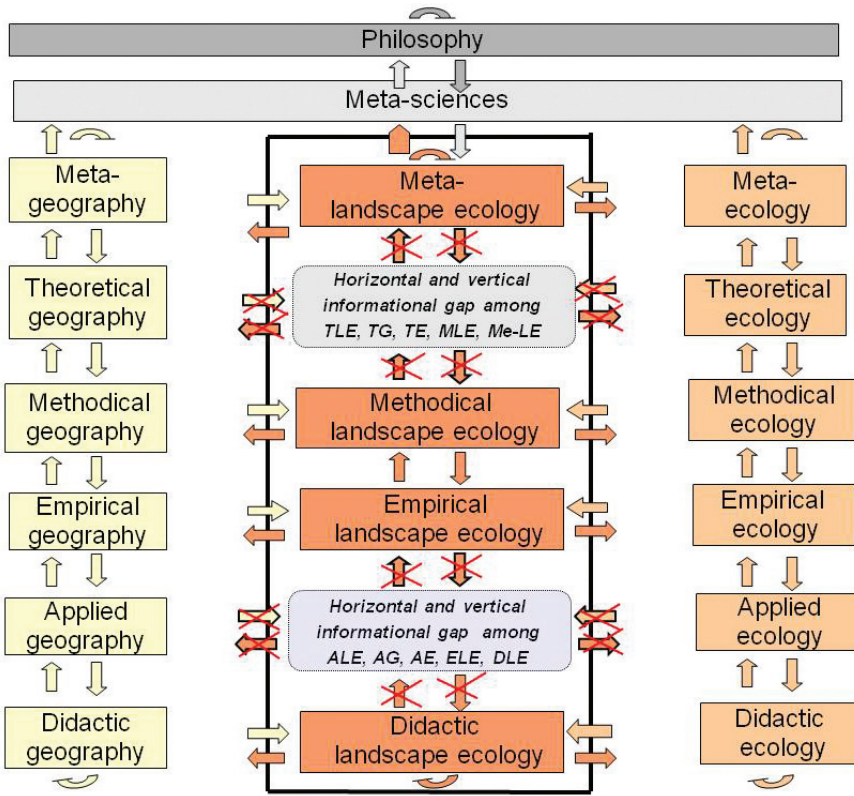 Philosophy
Meta-sciences
Meta-
geography
Meta-
landscape ecology
Meta-
ecology
Theoretical
geography
Horizontal and vertical
informational gap among
TLE, TG, TE, MLE, Me-LE
Theoretical
ecology
Methodical
geography
Methodical
landscape ecology
Methodical
ecology
Empirical
geography
Empirical
landscape ecology
Empirical
ecology
Applied
geography
Horizontal and vertical
informational gap among
ALE, AG, AE, ELE, DLE
Applied
ecology
Didactic
geography
Didactic
landscape ecology
Didactic
ecology